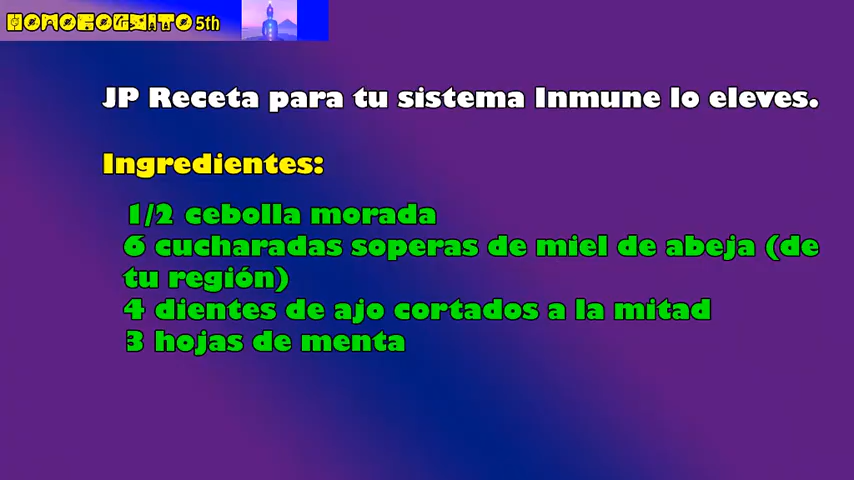 HOMOCOGNITO 5th
JP Receta para tu sistema Inmune lo eleves.
Ingredientes:
1/2 cebolla morada
6 cucharadas soperas de miel de abeja (de
tu región)
4 dientes de ajo cortados a la mitad
3 hojas de menta